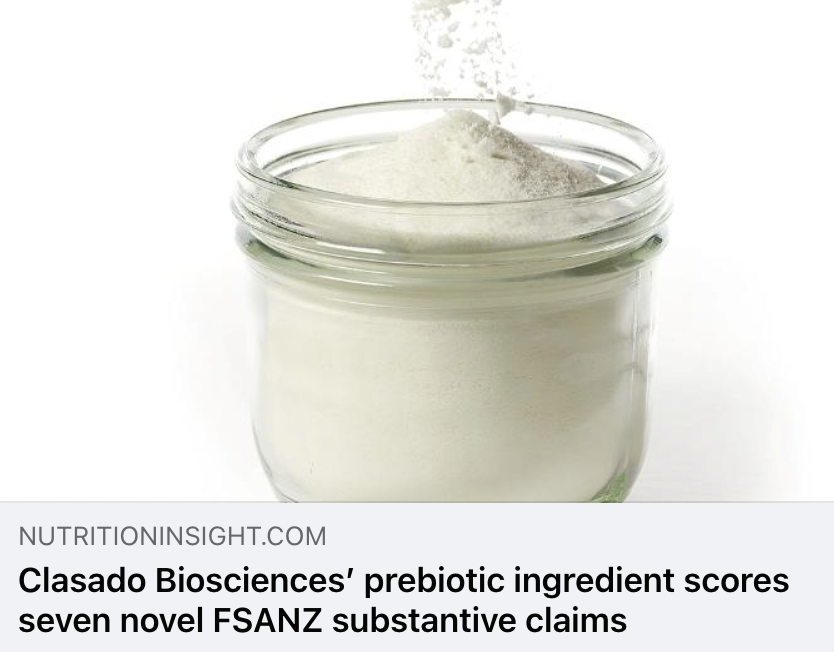 NUTRITIONINSIGHT.COM
Clasado Biosciences’ prebiotic ingredient scores
seven novel FSANZ substantive claims